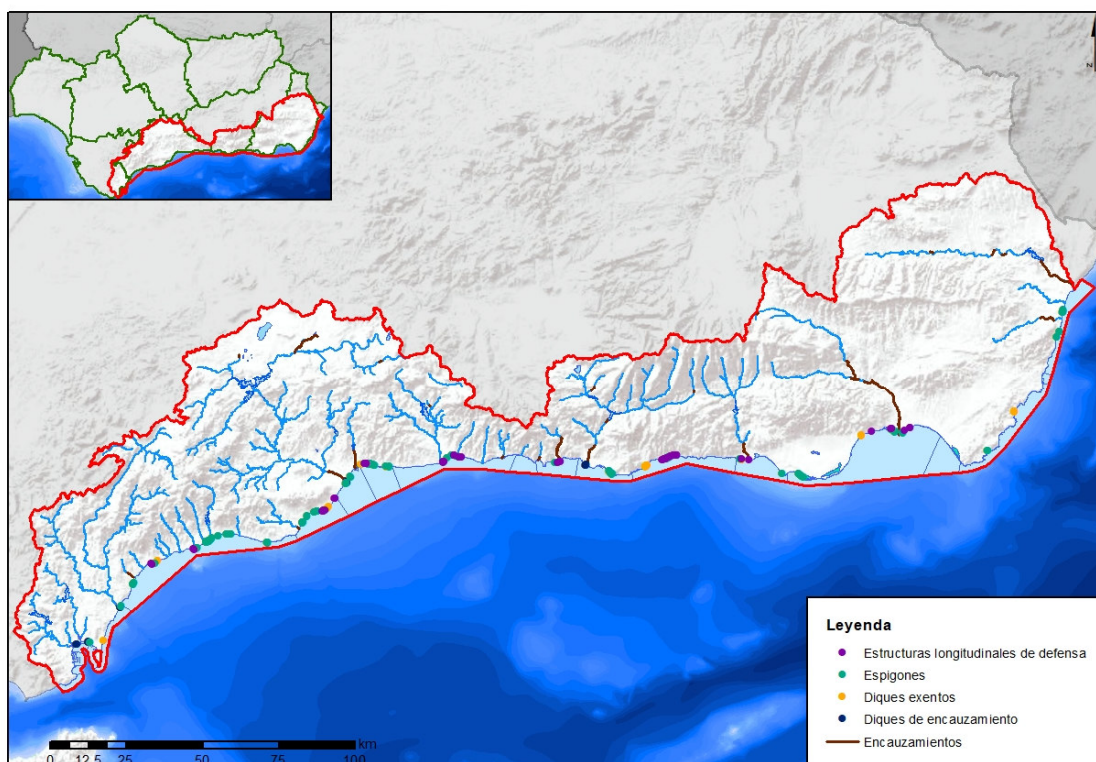 N
Leyenda
Estructuras longitudinales de defensa
Espigones
Diques exentos
Diques de encauzamiento
Encauzamientos
km
0 12,5 25 50 100